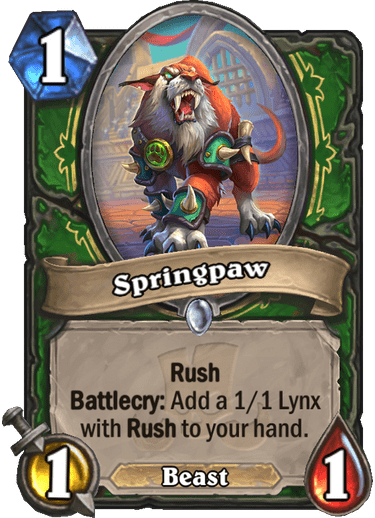 1
Springpaw
Rush
Battlecry: Add a 1/1 Lynx
with Rush to your hand.
1
Beast
1